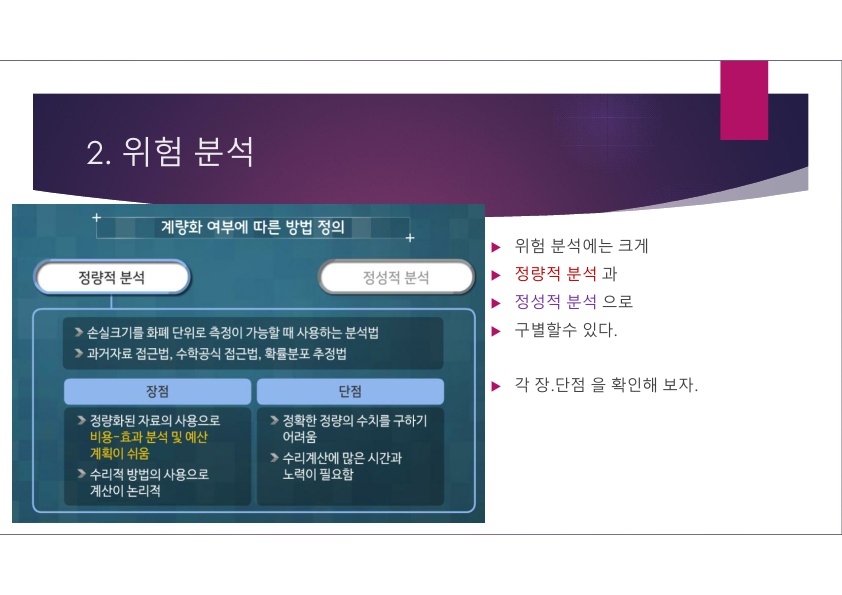 2. 위험 분석
계량화 여부에 따른 방법 정의
정량적 분석
정성적 분석
손실크기를 화폐 단위로 측정이 가능할 때 사용하는 분석법
과거자료 접근법, 수학공식 접근법, 확률분포 추정법
장점
정량화된 자료의 사용으로
비용-효과 분석 및 예산
계획이 쉬움
수리적 방법의 사용으로
계산이 논리적
단점
정확한 정량의 수치를 구하기
어려움
수리계산에 많은 시간과
노력이 필요함
위험 분석에는 크게
정량적 분석 과
정성적 분석 으로
구별할수 있다.
각 장.단점 을 확인해 보자.